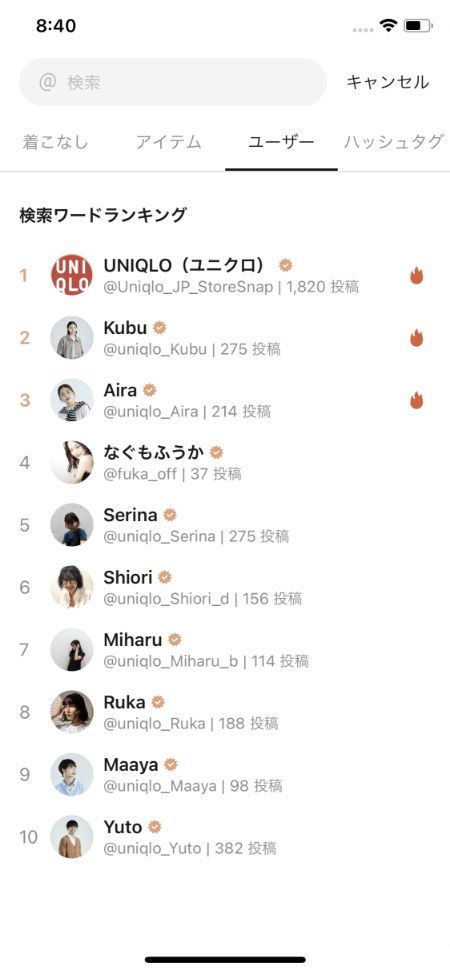 8:40
@ 検索
キャンセル
着こなし アイテム ユーザー ハッシュタグ
検索ワードランキング
1
UNIQLO
UNIQLO（ユニクロ）
@Uniqlo_JP_StoreSnap | 1,820 投稿
2
Kubu
@uniqlo_Kubu | 275 投稿
3
Aira
@uniqlo_Aira | 214 投稿
4
なぐもふうか
@fuka_off | 37 投稿
5
Serina
@uniqlo_Serina | 275 投稿
6
Shiori
@uniqlo_Shiori_d | 156 投稿
7
Miharu
@uniqlo_Miharu_b | 114 投稿
8
Ruka
@uniqlo_Ruka | 188 投稿
9
Maaya
@uniqlo_Maaya | 98 投稿
10
Yuto
@uniqlo_Yuto | 382 投稿